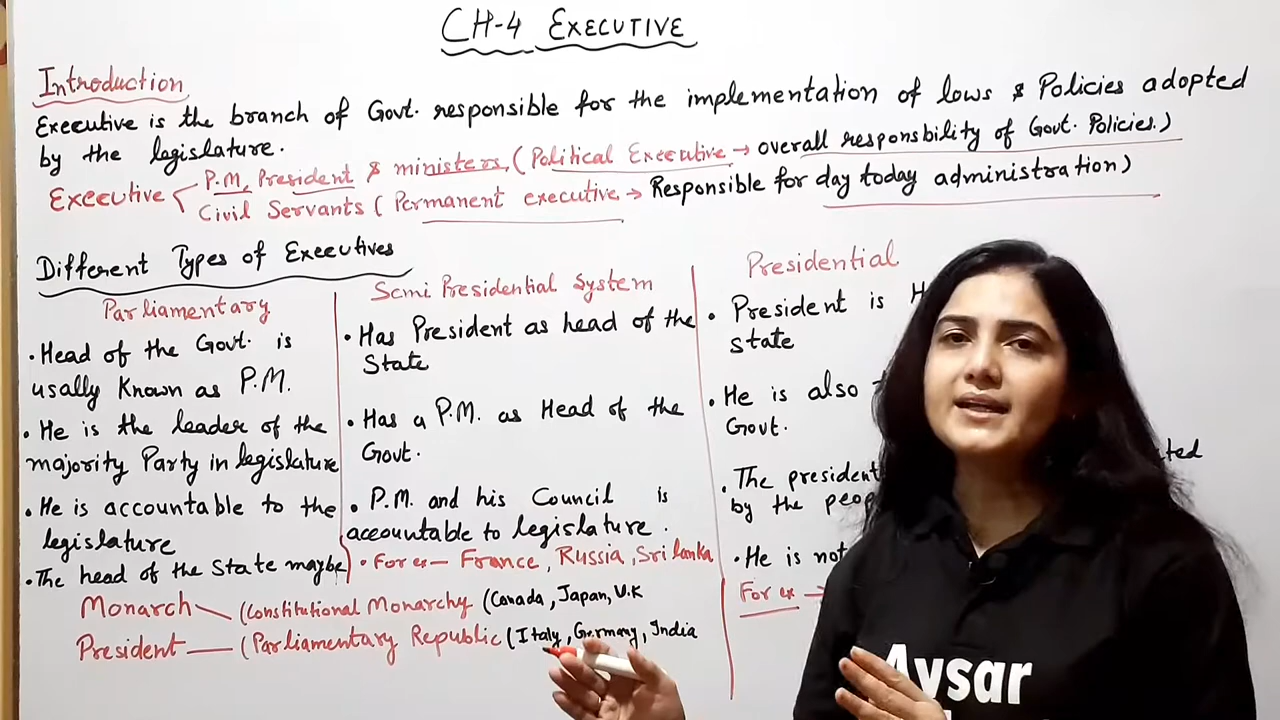 CH-4 EXECUTIVE
Introduction
Executive is the branch of Govt. responsible for the implementation of lows & Policies adopted
by the legislature.
Executive < P.M, President & ministers, ( Political Executive → overall responsbility of Govt. Policies.)
Civil Servants ( Permanent executive → Responsible for day today administration)
Different Types of Executives
Parliamentary
• Head of the Govt. is
usally Known as P.M.
• He is the leader of the
majority Party in legislature
• He is accountable to the
legislature
• The head of the State maybe
Monarch — (Constitutional Monarchy (Canada, Japan, U.K
President — (Parliamentary Republic (Italy, Germany, India
Semi Presidential System
• Has President as head of the
State
• Has a P.M. as Head of the
Govt.
• P.M. and his Council is
accountable to legislature.
• For ex — France, Russia, Sri lanka
Presidential
• President is
state
• He is also
Govt.
• The president
by the
• He is not
For ex →
Aysar